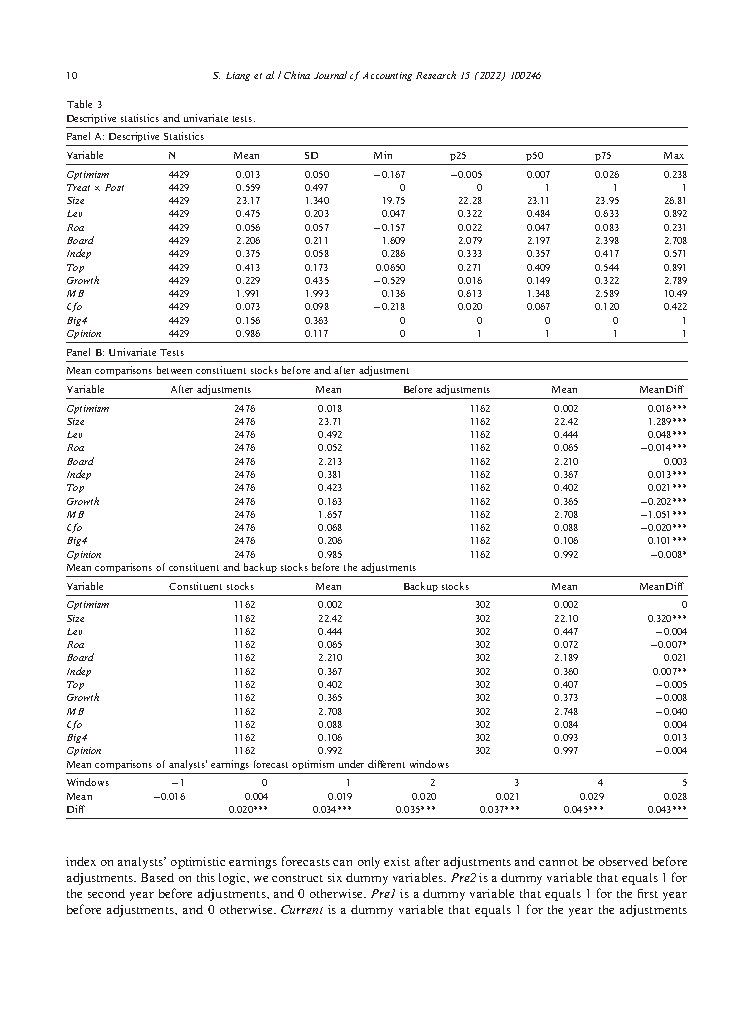 10 S. Liang et al. / China Journal of Accounting Research 15 (2022) 100246
Table 3
Descriptive statistics and univariate tests.
Panel A: Descriptive Statistics
Variable N Mean SD Min p25 p50 p75 Max
Optimism 4429 0.013 0.050 −0.167 −0.005 0.007 0.026 0.238
Treat × Post 4429 0.559 0.497 0 0 1 1 1
Size 4429 23.17 1.340 19.75 22.28 23.11 23.95 26.81
Lev 4429 0.475 0.203 0.047 0.322 0.484 0.633 0.892
Roa 4429 0.056 0.057 −0.157 0.022 0.047 0.083 0.231
Board 4429 2.206 0.211 1.609 2.079 2.197 2.398 2.708
Indep 4429 0.375 0.058 0.286 0.333 0.357 0.417 0.571
Top 4429 0.413 0.173 0.0650 0.271 0.409 0.544 0.891
Growth 4429 0.229 0.435 −0.529 0.016 0.149 0.322 2.789
MB 4429 1.991 1.993 0.136 0.613 1.348 2.589 10.49
Cfo 4429 0.073 0.098 −0.218 0.020 0.067 0.120 0.422
Big4 4429 0.156 0.363 0 0 0 0 1
Opinion 4429 0.986 0.117 0 1 1 1 1
Panel B: Univariate Tests
Mean comparisons between constituent stocks before and after adjustment
Variable After adjustments Mean Before adjustments Mean MeanDiff
Optimism 2476 0.018 1162 0.002 0.016***
Size 2476 23.71 1162 22.42 1.289***
Lev 2476 0.492 1162 0.444 0.048***
Roa 2476 0.052 1162 0.065 −0.014***
Board 2476 2.213 1162 2.210 0.003
Indep 2476 0.381 1162 0.367 0.013***
Top 2476 0.423 1162 0.402 0.021***
Growth 2476 0.163 1162 0.365 −0.202***
MB 2476 1.657 1162 2.708 −1.051***
Cfo 2476 0.068 1162 0.088 −0.020***
Big4 2476 0.206 1162 0.106 0.101***
Opinion 2476 0.985 1162 0.992 −0.008*
Mean comparisons of constituent and backup stocks before the adjustments
Variable Constituent stocks Mean Backup stocks Mean MeanDiff
Optimism 1162 0.002 302 0.002 0
Size 1162 22.42 302 22.10 0.320***
Lev 1162 0.444 302 0.447 −0.004
Roa 1162 0.065 302 0.072 −0.007*
Board 1162 2.210 302 2.189 0.021
Indep 1162 0.367 302 0.360 0.007**
Top 1162 0.402 302 0.407 −0.005
Growth 1162 0.365 302 0.373 −0.008
MB 1162 2.708 302 2.748 −0.040
Cfo 1162 0.088 302 0.084 0.004
Big4 1162 0.106 302 0.093 0.013
Opinion 1162 0.992 302 0.997 −0.004
Mean comparisons of analysts' earnings forecast optimism under different windows
Windows −1 0 1 2 3 4 5
Mean −0.016 0.004 0.019 0.020 0.021 0.029 0.028
Diff 0.020*** 0.034*** 0.035*** 0.037*** 0.045*** 0.043***
index on analysts' optimistic earnings forecasts can only exist after adjustments and cannot be observed before
adjustments. Based on this logic, we construct six dummy variables. Pre2 is a dummy variable that equals 1 for
the second year before adjustments, and 0 otherwise. Pre1 is a dummy variable that equals 1 for the first year
before adjustments, and 0 otherwise. Current is a dummy variable that equals 1 for the year the adjustments